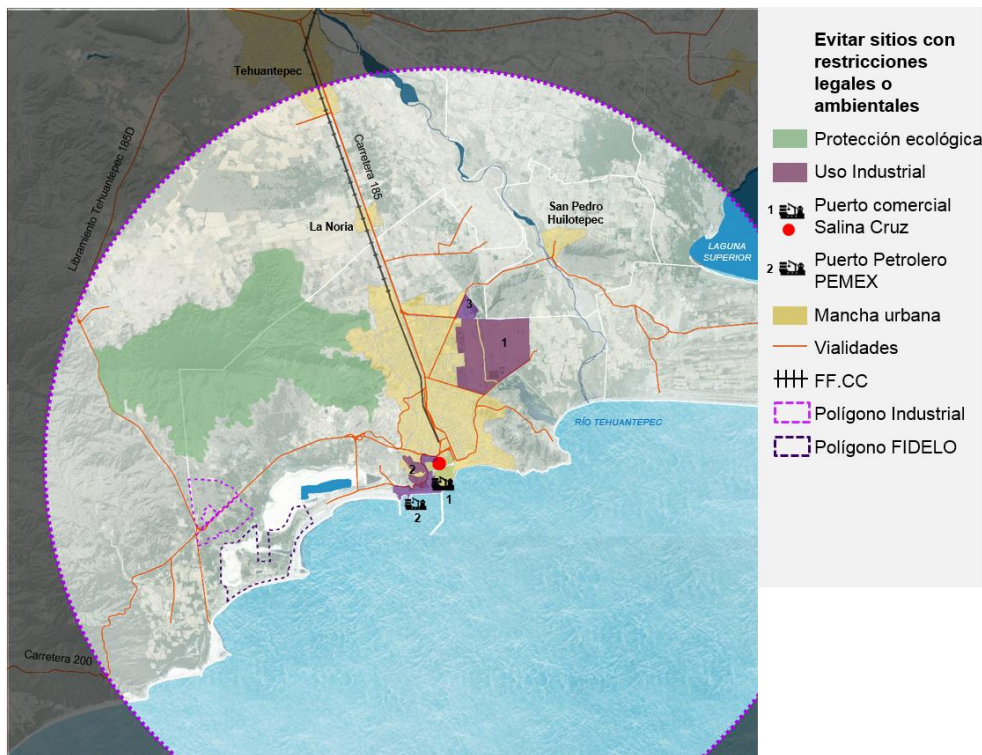 Tehuantepec
Libramiento Tehuantepec 185D
Carretera 185
La Noria
San Pedro
Huilotepec
LAGUNA
SUPERIOR
3
1
RÍO TEHUANTEPEC
2
1
2
Carretera 200
Evitar sitios con
restricciones
legales o
ambientales
Protección ecológica
Uso Industrial
1 Puerto comercial
Salina Cruz
2 Puerto Petrolero
PEMEX
Mancha urbana
Vialidades
FF.CC
Polígono Industrial
Polígono FIDELO